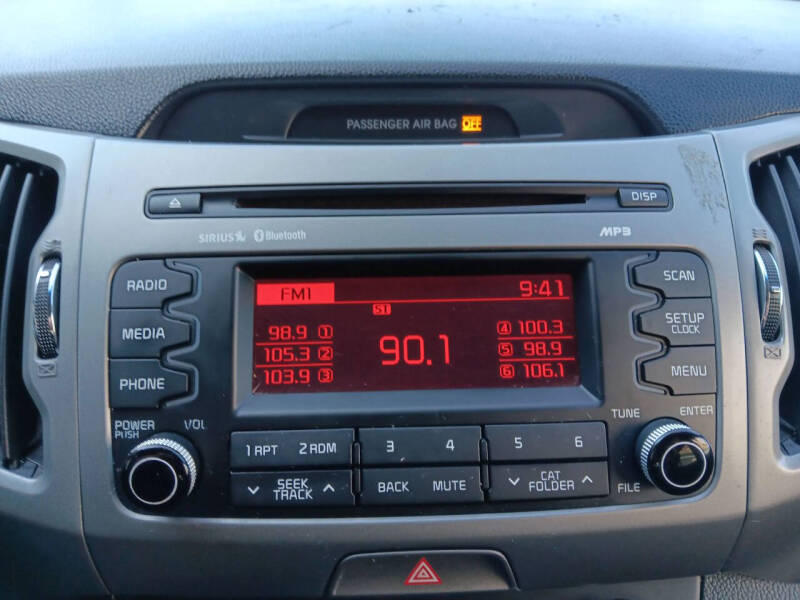 PASSENGER AIR BAG OFF
DISP
SIRIUS Bluetooth
MP3
RADIO
MEDIA
PHONE
FM1 9:41
ST
98.9 1
105.3 2
103.9 3
90.1
4 100.3
5 98.9
6 106.1
SCAN
SETUP
CLOCK
MENU
POWER
PUSH
VOL
TUNE
ENTER
FILE
1 RPT 2 RDM
3 4
5 6
SEEK
TRACK
BACK MUTE
CAT
FOLDER